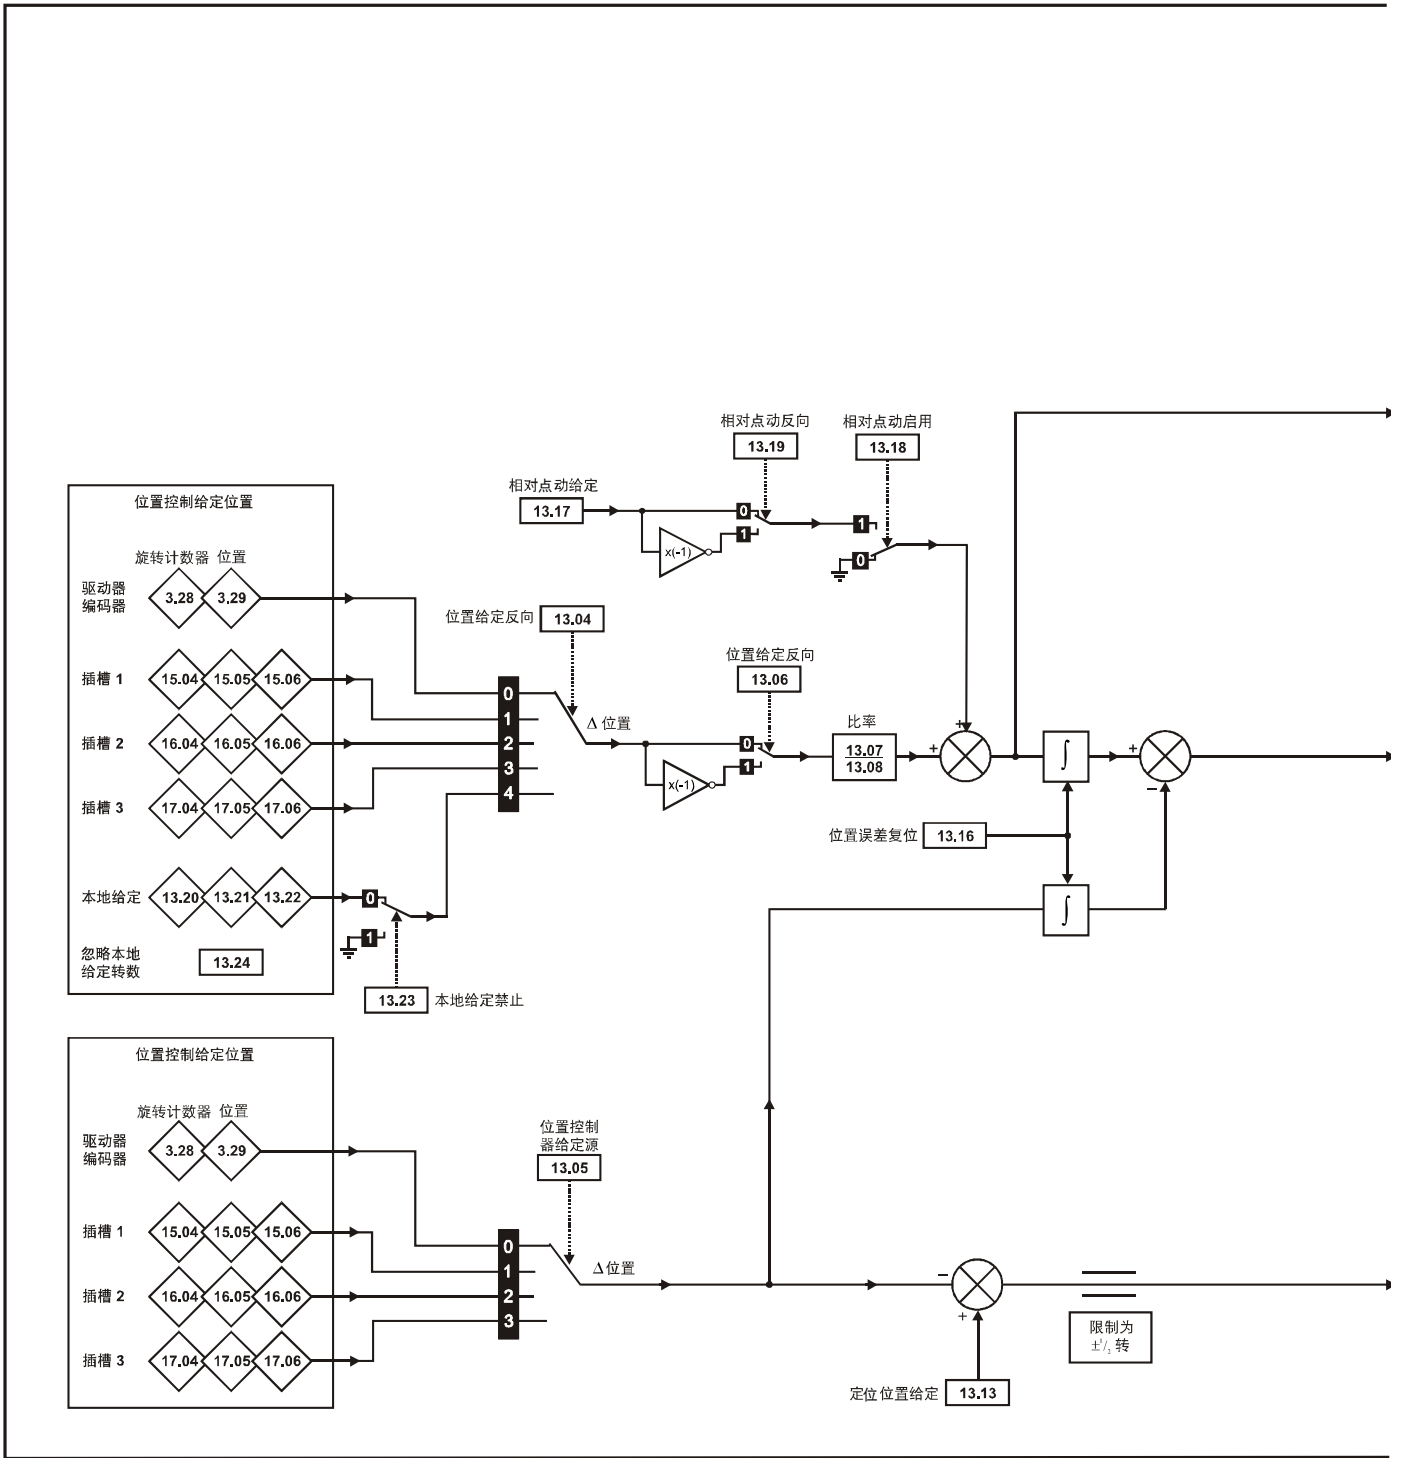 相对点动反向
13.19
相对点动启用
13.18
相对点动给定
13.17
0
1
x(-1)
1
0
位置控制给定位置
旋转计数器 位置
驱动器
编码器
3.28 3.29
插槽 1
15.04 15.05 15.06
插槽 2
16.04 16.05 16.06
插槽 3
17.04 17.05 17.06
本地给定
13.20 13.21 13.22
0
1
忽略本地
给定转数
13.24
13.23
本地给定禁止
位置给定反向
13.04
0
1
2
3
4
Δ 位置
x(-1)
位置给定反向
13.06
0
1
比率
13.07
13.08
+
+
∫
+
−
位置误差复位
13.16
∫
位置控制给定位置
旋转计数器 位置
驱动器
编码器
3.28 3.29
插槽 1
15.04 15.05 15.06
插槽 2
16.04 16.05 16.06
插槽 3
17.04 17.05 17.06
位置控制
器给定源
13.05
0
1
2
3
Δ位置
−
+
定位位置给定
13.13
限制为
±1/2 转